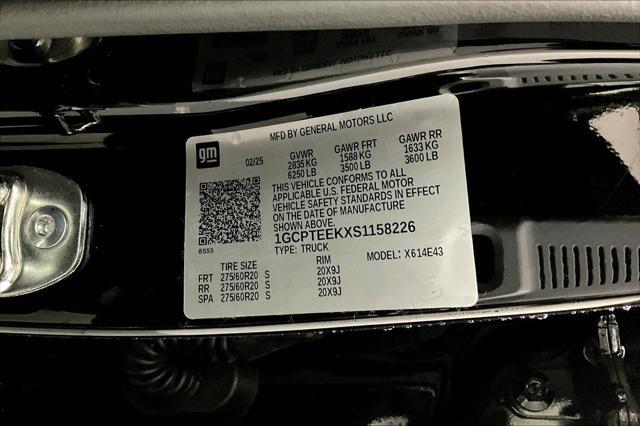 MFD BY GENERAL MOTORS LLC
gm 02/25
GVWR GAWR FRT GAWR RR
2835 KG 1588 KG 1633 KG
6250 LB 3500 LB 3600 LB
THIS VEHICLE CONFORMS TO ALL
APPLICABLE U.S. FEDERAL MOTOR
VEHICLE SAFETY STANDARDS IN EFFECT
ON THE DATE OF MANUFACTURE
SHOWN ABOVE.
1GCPTEEKXS1158226
8555 TYPE: TRUCK MODEL: X614E43
TIRE SIZE RIM
FRT 275/60R20 S 20X9J
RR 275/60R20 S 20X9J
SPA 275/60R20 S 20X9J